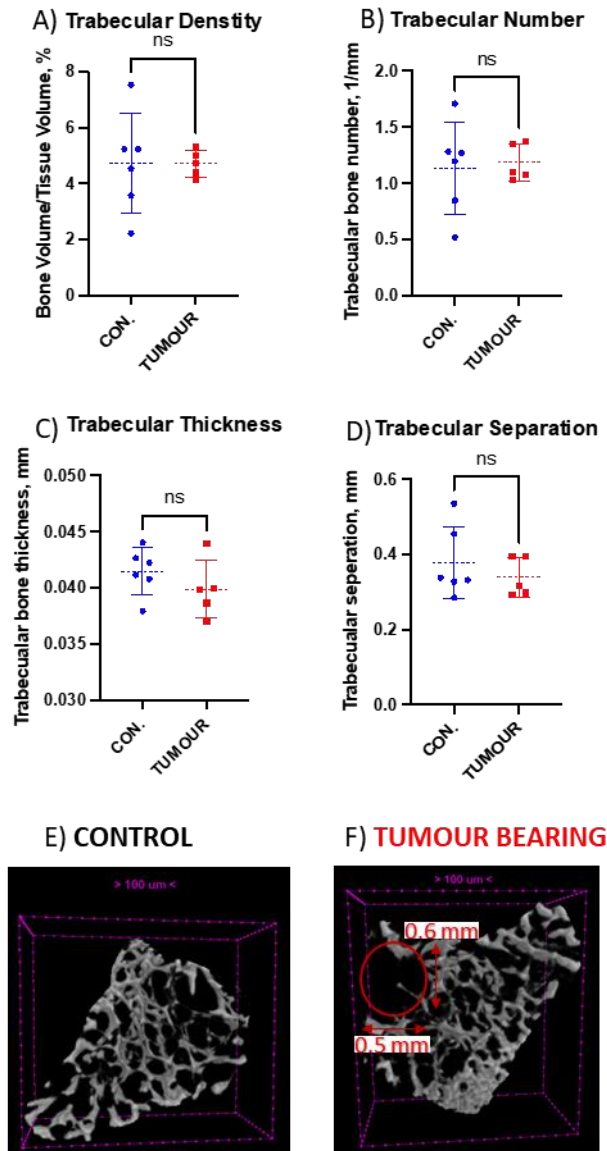 A) Trabecular Denstity
Bone Volume/Tissue Volume, %
8
6
4
2
0
ns
CON.
TUMOUR
B) Trabecular Number
Trabecualar bone number, 1/mm
2.0
1.5
1.0
0.5
0.0
ns
CON.
TUMOUR
C) Trabecular Thickness
Trabecualar bone thickness, mm
0.050
0.045
0.040
0.035
0.030
ns
CON.
TUMOUR
D) Trabecular Separation
Trabecualar seperation, mm
0.6
0.4
0.2
0.0
ns
CON.
TUMOUR
E) CONTROL
> 100 um <
F) TUMOUR BEARING
> 100 um <
0.6 mm
0.5 mm